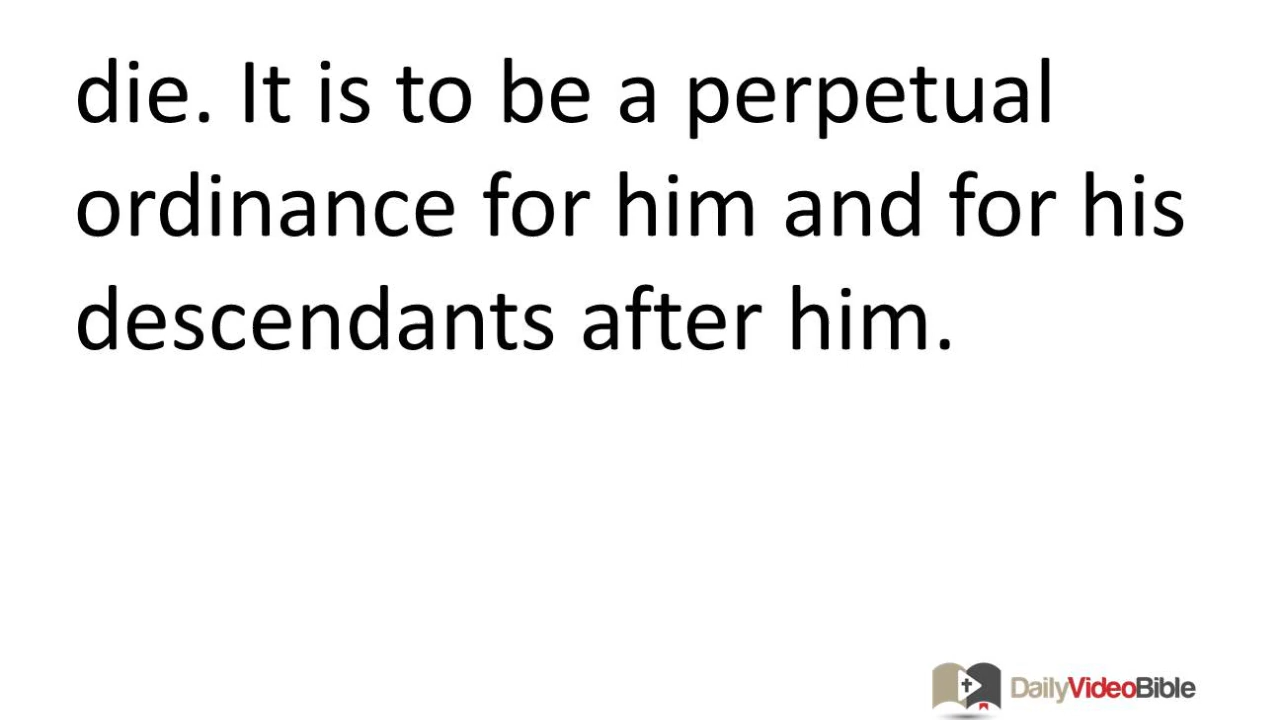 die. It is to be a perpetual
ordinance for him and for his
descendants after him.
DailyVideoBible